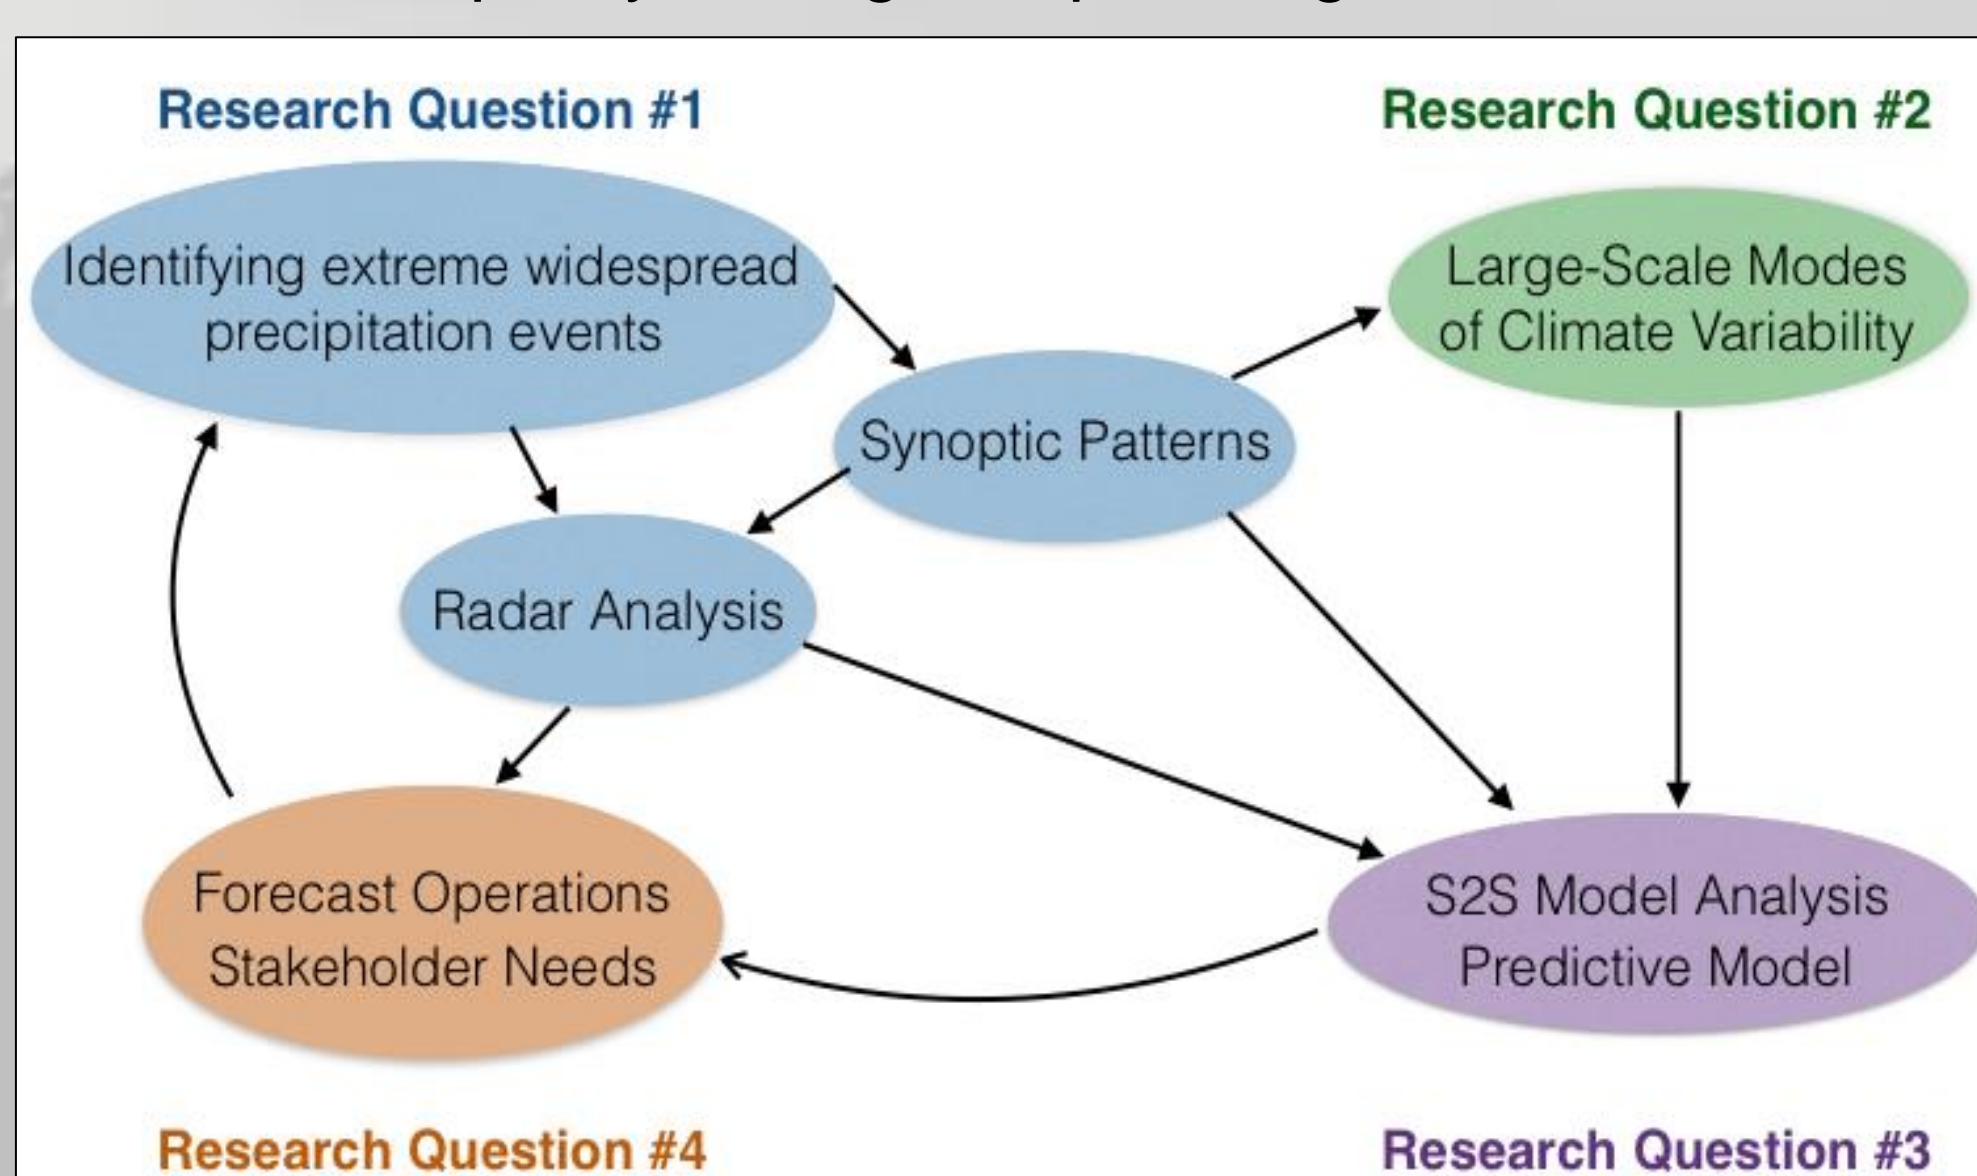 Research Question #1
Research Question #2
Identifying extreme widespread
precipitation events
Large-Scale Modes
of Climate Variability
Synoptic Patterns
Radar Analysis
Forecast Operations
Stakeholder Needs
S2S Model Analysis
Predictive Model
Research Question #4
Research Question #3